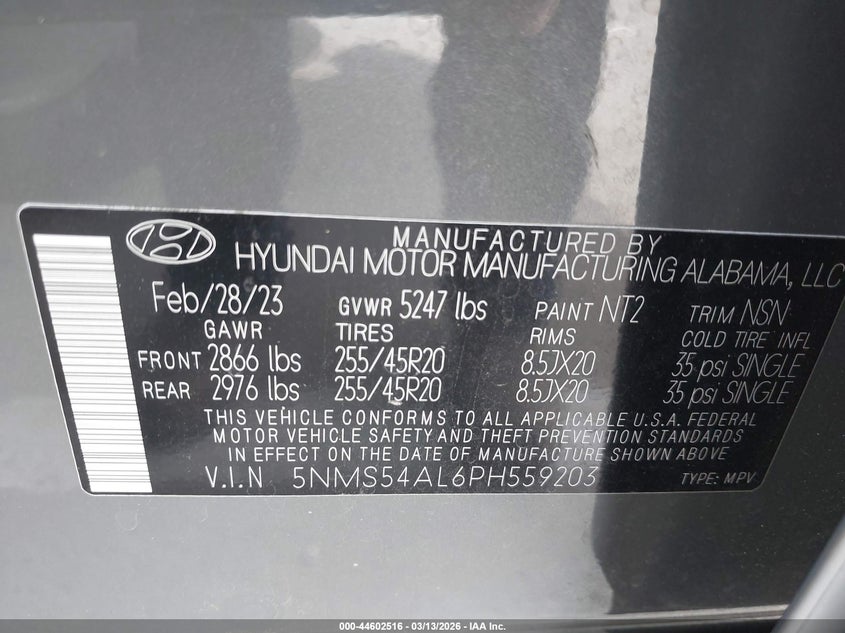 MANUFACTURED BY
HYUNDAI MOTOR MANUFACTURING ALABAMA, LLC
Feb/28/23 GVWR 5247 lbs PAINT NT2 TRIM NSN
GAWR TIRES RIMS COLD TIRE INFL
FRONT 2866 lbs 255/45R20 8.5JX20 35 psi SINGLE
REAR 2976 lbs 255/45R20 8.5JX20 35 psi SINGLE
THIS VEHICLE CONFORMS TO ALL APPLICABLE U.S.A. FEDERAL
MOTOR VEHICLE SAFETY AND THEFT PREVENTION STANDARDS
IN EFFECT ON THE DATE OF MANUFACTURE SHOWN ABOVE
V.I.N 5NMS54AL6PH559203 TYPE: MPV
000-44602516 - 03/13/2026 - IAA Inc.